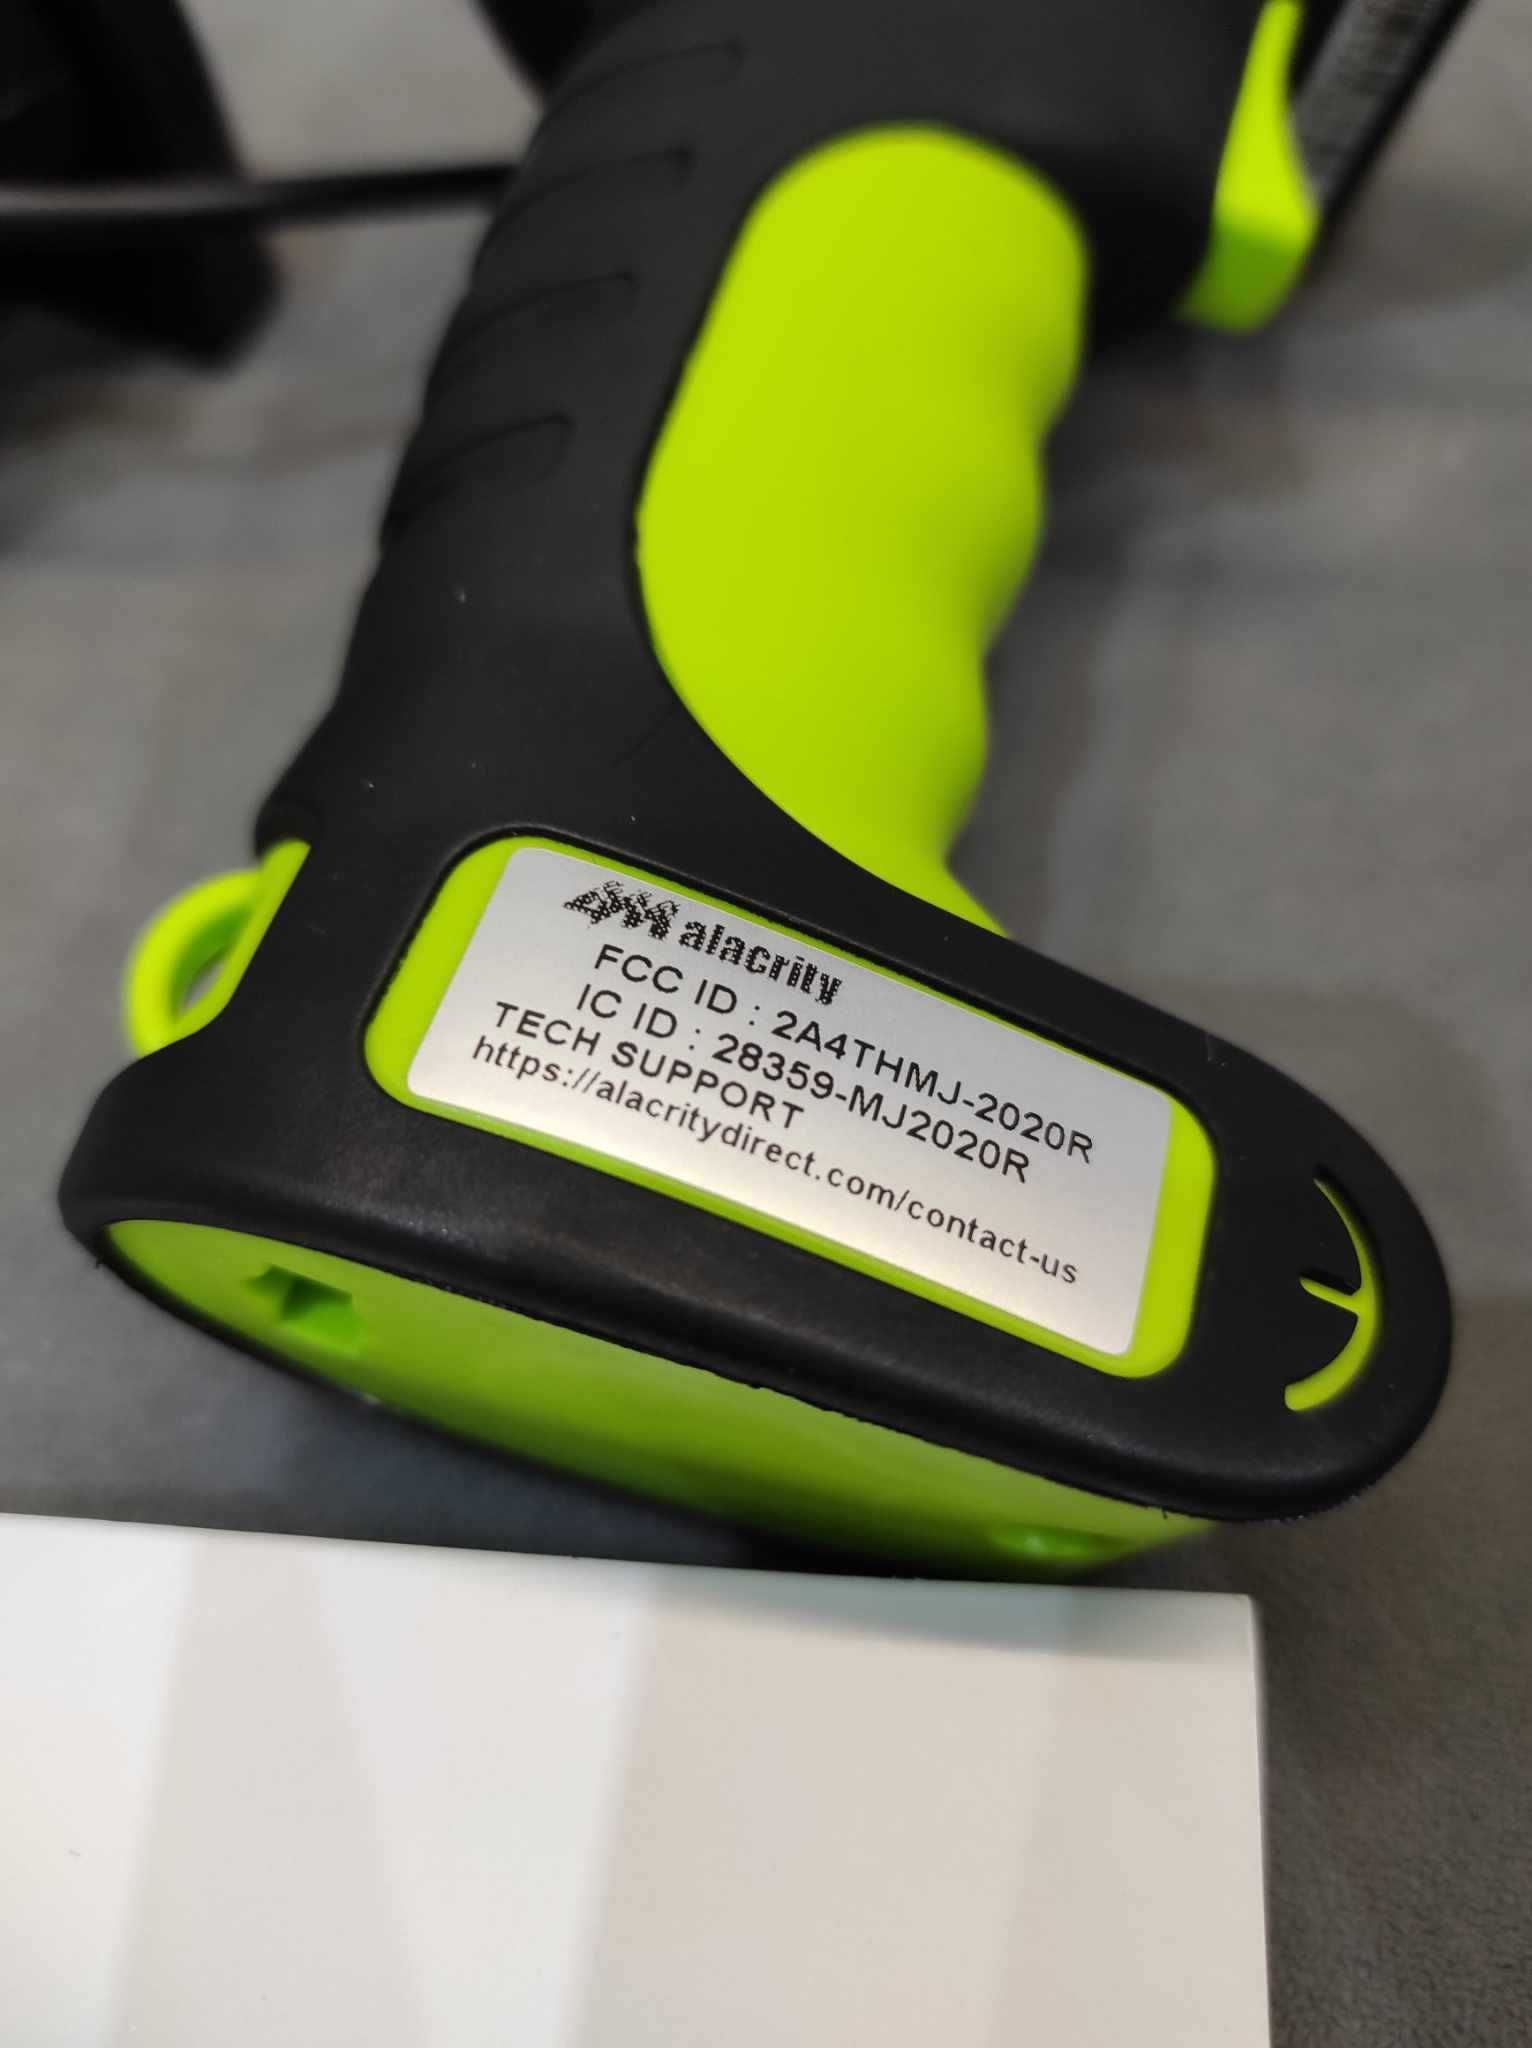 alacrity
FCC ID : 2A4THMJ-2020R
IC ID : 28359-MJ2020R
TECH SUPPORT
https://alacritydirect.com/contact-us